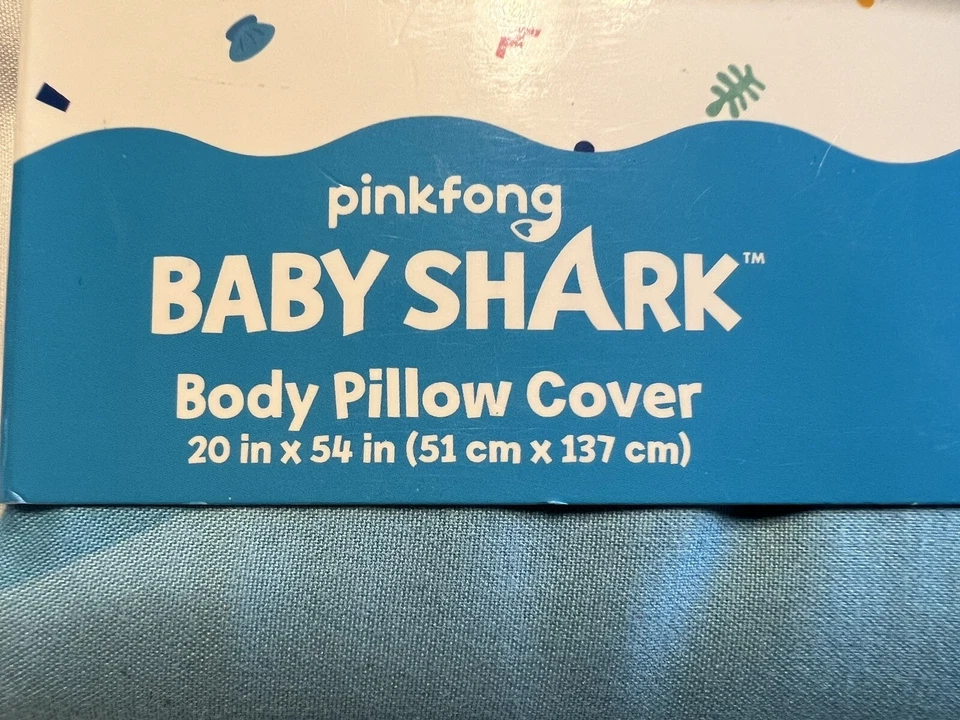 pinkfong
BABY SHARK™
Body Pillow Cover
20 in x 54 in (51 cm x 137 cm)